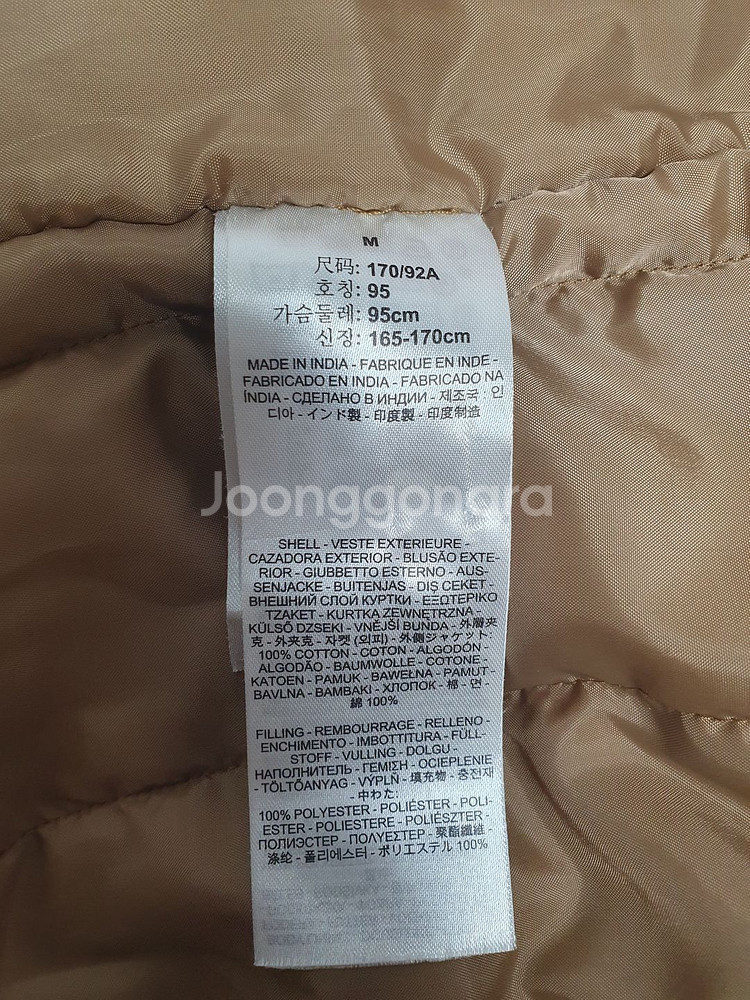 M
尺码: 170/92A
호칭: 95
가슴둘레: 95cm
신장: 165-170cm
MADE IN INDIA - FABRIQUE EN INDE -
FABRICADO EN INDIA - FABRICADO NA
ÍNDIA - СДЕЛАНО В ИНДИИ - 제조국 : 인
디아 - インド製 - 印度製 - 印度制造
Joonggonara
SHELL - VESTE EXTERIEURE -
CAZADORA EXTERIOR - BLUSÃO EXTE-
RIOR - GIUBBETTO ESTERNO - AUS-
SENJACKE - BUITENJAS - DIŞ CEKET -
ВНЕШНИЙ СЛОЙ КУРТКИ - ΕΞΩΤΕΡΙΚΟ
ΤΖΑΚΕΤ - KURTKA ZEWNĘTRZNA -
KÜLSŐ DZSEKI - VNĚJŠÍ BUNDA - 外層夾
克 - 外夹克 - 자켓 (외피) - 外側ジャケット:
100% COTTON - COTON - ALGODÓN -
ALGODÃO - BAUMWOLLE - COTONE -
KATOEN - PAMUK - BAWEŁNA - PAMUT -
BAVLNA - ΒΑΜΒΑΚΙ - ХЛОПОК - 棉 - 면 -
綿 100%
FILLING - REMBOURRAGE - RELLENO -
ENCHIMENTO - IMBOTTITURA - FÜLL-
STOFF - VULLING - DOLGU -
НАПОЛНИТЕЛЬ - ΓΕΜΙΣΗ - OCIEPLENIE
- TÖLTŐANYAG - VÝPLŇ - 填充物 - 충전재
- 中わた:
100% POLYESTER - POLIÉSTER - POLI-
ESTER - POLIESTERE - POLIÉSZTER -
ПОЛИЭСТЕР - ΠΟΛΥΕΣΤΕΡ - 聚酯纖維 -
涤纶 - 폴리에스터 - ポリエステル 100%